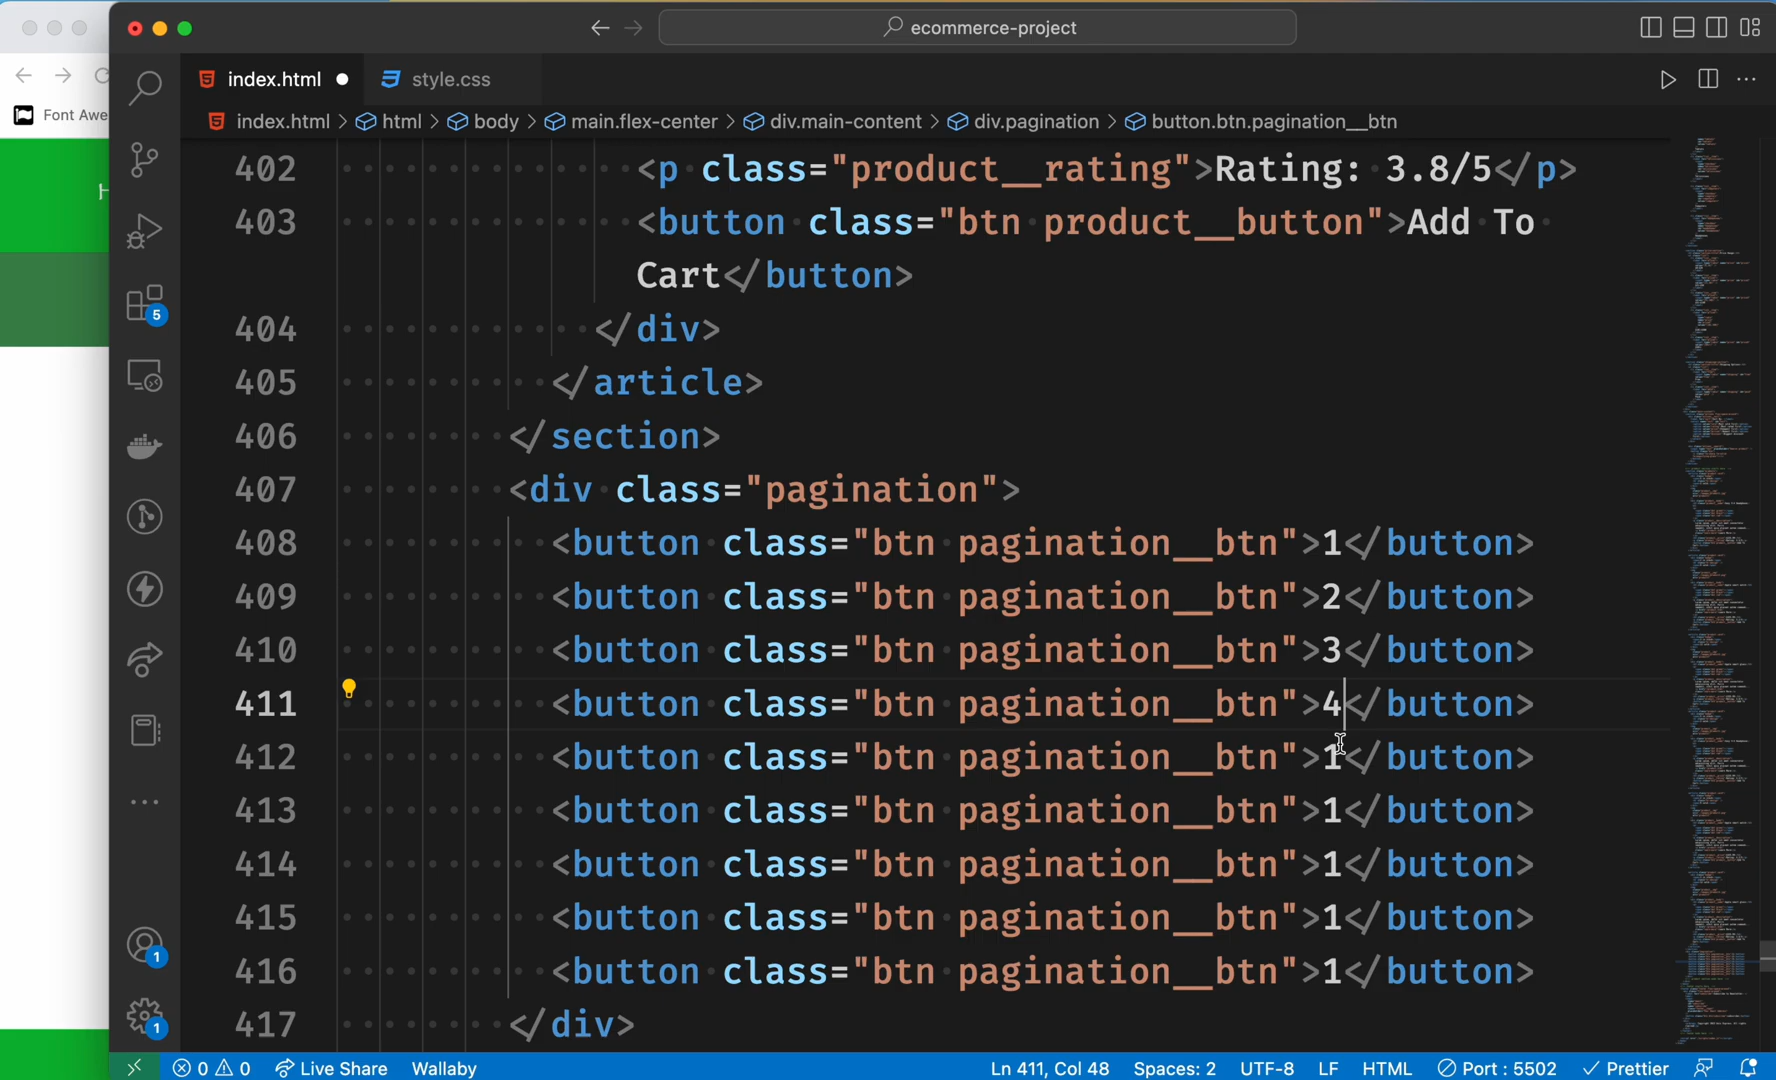 ecommerce-project
index.html
style.css
Font Awe
index.html > html > body > main.flex-center > div.main-content > div.pagination > button.btn.pagination__btn
H
402 <p class="product__rating">Rating: 3.8/5</p>
403 <button class="btn product__button">Add To
Cart</button>
404 </div>
405 </article>
406 </section>
407 <div class="pagination">
408 <button class="btn pagination__btn">1</button>
409 <button class="btn pagination__btn">2</button>
410 <button class="btn pagination__btn">3</button>
411 <button class="btn pagination__btn">4</button>
412 <button class="btn pagination__btn">1</button>
413 <button class="btn pagination__btn">1</button>
414 <button class="btn pagination__btn">1</button>
415 <button class="btn pagination__btn">1</button>
416 <button class="btn pagination__btn">1</button>
417 </div>
5
1
1
0 0 Live Share Wallaby Ln 411, Col 48 Spaces: 2 UTF-8 LF HTML Port : 5502 Prettier